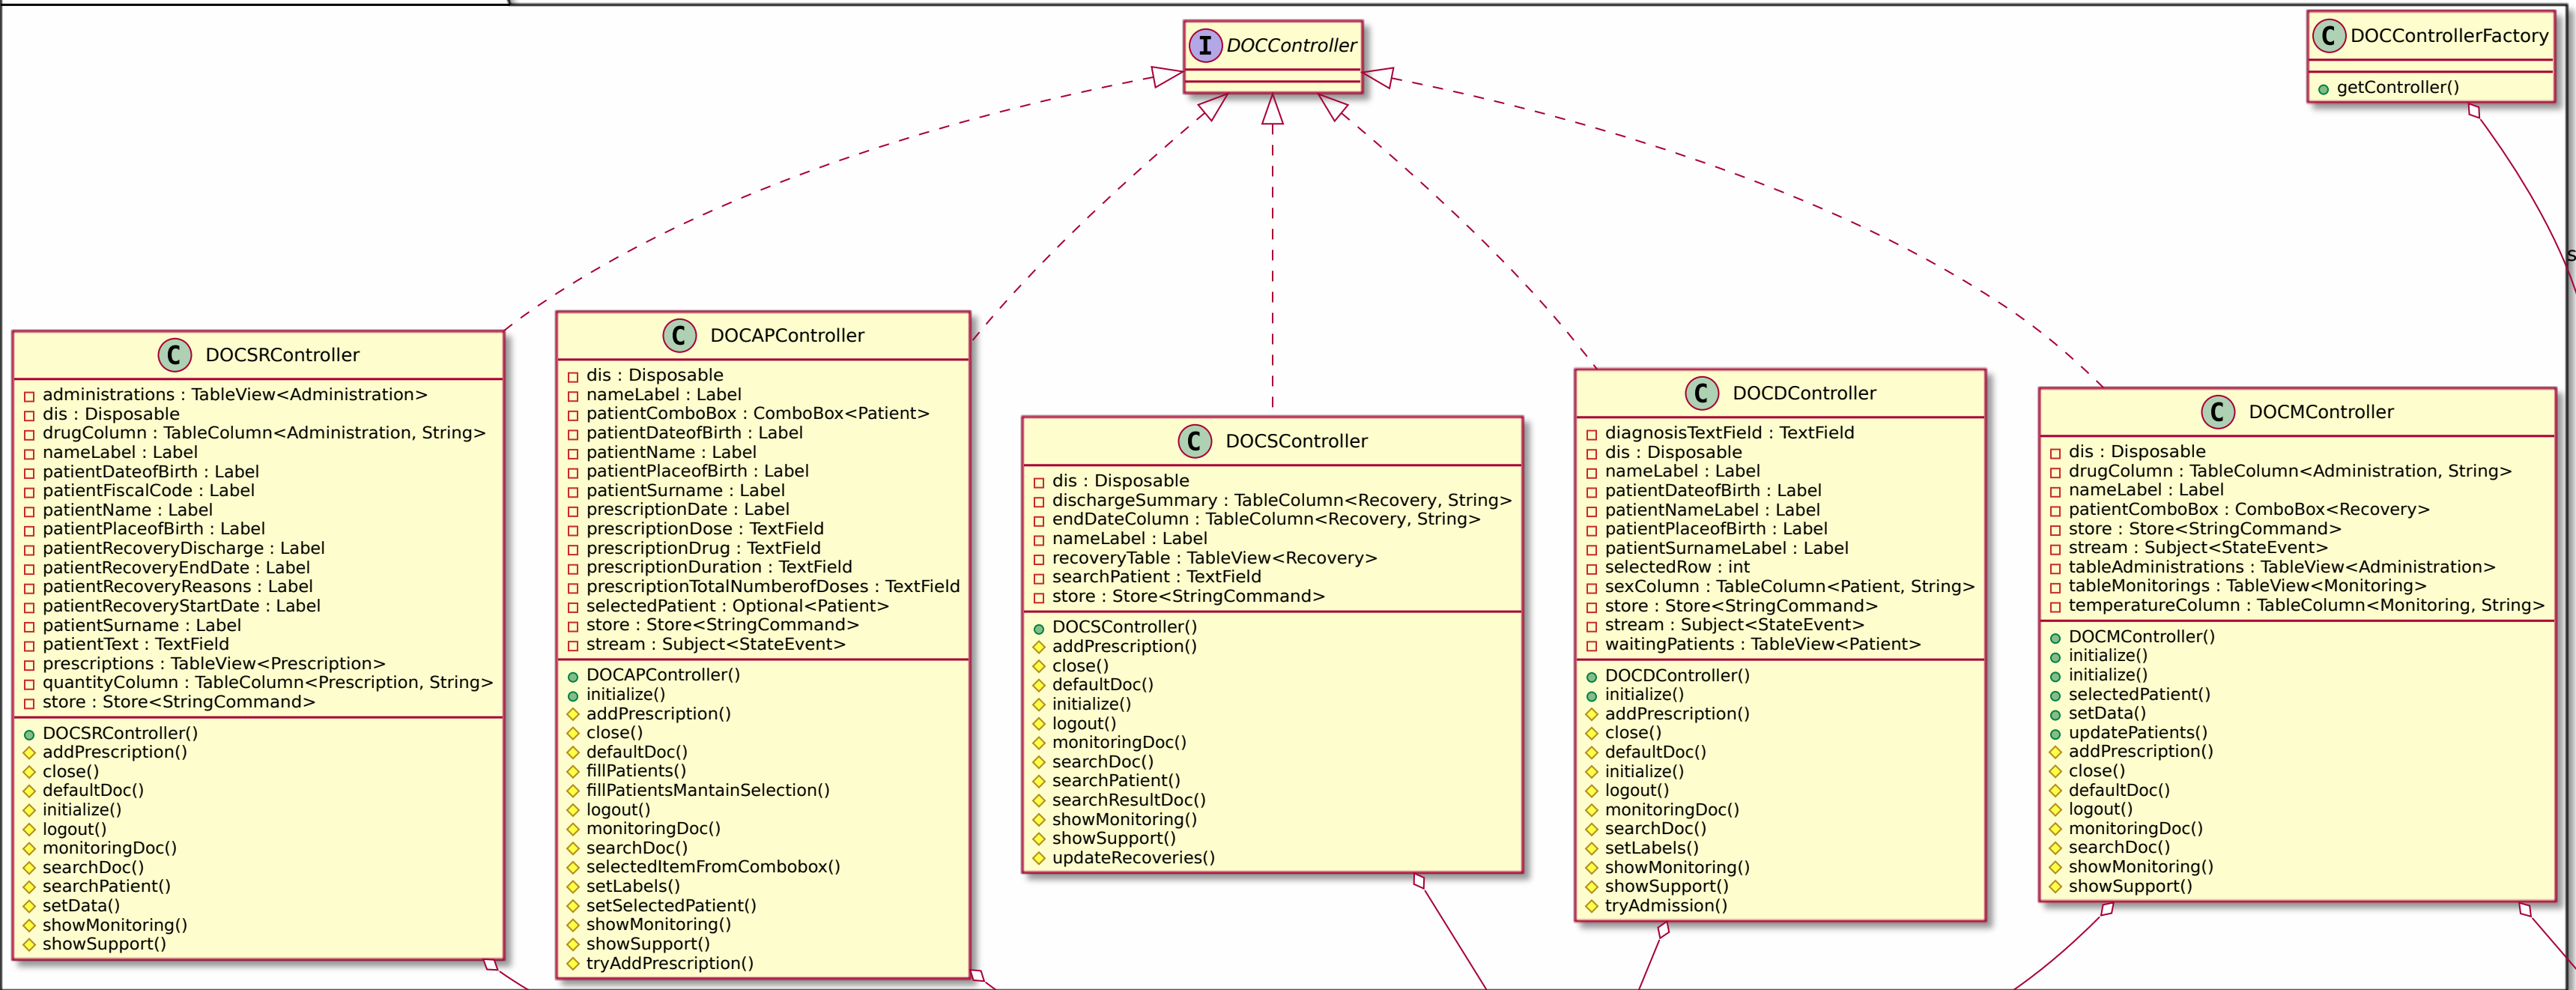 I DOCController
C DOCControllerFactory
getController()
s
C DOCSRController
administrations : TableView<Administration>
dis : Disposable
drugColumn : TableColumn<Administration, String>
nameLabel : Label
patientDateofBirth : Label
patientFiscalCode : Label
patientName : Label
patientPlaceofBirth : Label
patientRecoveryDischarge : Label
patientRecoveryEndDate : Label
patientRecoveryReasons : Label
patientRecoveryStartDate : Label
patientSurname : Label
patientText : TextField
prescriptions : TableView<Prescription>
quantityColumn : TableColumn<Prescription, String>
store : Store<StringCommand>
DOCSRController()
addPrescription()
close()
defaultDoc()
initialize()
logout()
monitoringDoc()
searchDoc()
searchPatient()
setData()
showMonitoring()
showSupport()
C DOCAPController
dis : Disposable
nameLabel : Label
patientComboBox : ComboBox<Patient>
patientDateofBirth : Label
patientName : Label
patientPlaceofBirth : Label
patientSurname : Label
prescriptionDate : Label
prescriptionDose : TextField
prescriptionDrug : TextField
prescriptionDuration : TextField
prescriptionTotalNumberofDoses : TextField
selectedPatient : Optional<Patient>
store : Store<StringCommand>
stream : Subject<StateEvent>
DOCAPController()
initialize()
addPrescription()
close()
defaultDoc()
fillPatients()
fillPatientsMantainSelection()
logout()
monitoringDoc()
searchDoc()
selectedItemFromCombobox()
setLabels()
setSelectedPatient()
showMonitoring()
showSupport()
tryAddPrescription()
C DOCSController
dis : Disposable
dischargeSummary : TableColumn<Recovery, String>
endDateColumn : TableColumn<Recovery, String>
nameLabel : Label
recoveryTable : TableView<Recovery>
searchPatient : TextField
store : Store<StringCommand>
DOCSController()
addPrescription()
close()
defaultDoc()
initialize()
logout()
monitoringDoc()
searchDoc()
searchPatient()
searchResultDoc()
showMonitoring()
showSupport()
updateRecoveries()
C DOCDController
diagnosisTextField : TextField
dis : Disposable
nameLabel : Label
patientDateofBirth : Label
patientNameLabel : Label
patientPlaceofBirth : Label
patientSurnameLabel : Label
selectedRow : int
sexColumn : TableColumn<Patient, String>
store : Store<StringCommand>
stream : Subject<StateEvent>
waitingPatients : TableView<Patient>
DOCDController()
initialize()
addPrescription()
close()
defaultDoc()
initialize()
logout()
monitoringDoc()
searchDoc()
setLabels()
showMonitoring()
showSupport()
tryAdmission()
C DOCMController
dis : Disposable
drugColumn : TableColumn<Administration, String>
nameLabel : Label
patientComboBox : ComboBox<Recovery>
store : Store<StringCommand>
stream : Subject<StateEvent>
tableAdministrations : TableView<Administration>
tableMonitorings : TableView<Monitoring>
temperatureColumn : TableColumn<Monitoring, String>
DOCMController()
initialize()
initialize()
selectedPatient()
setData()
updatePatients()
addPrescription()
close()
defaultDoc()
logout()
monitoringDoc()
searchDoc()
showMonitoring()
showSupport()